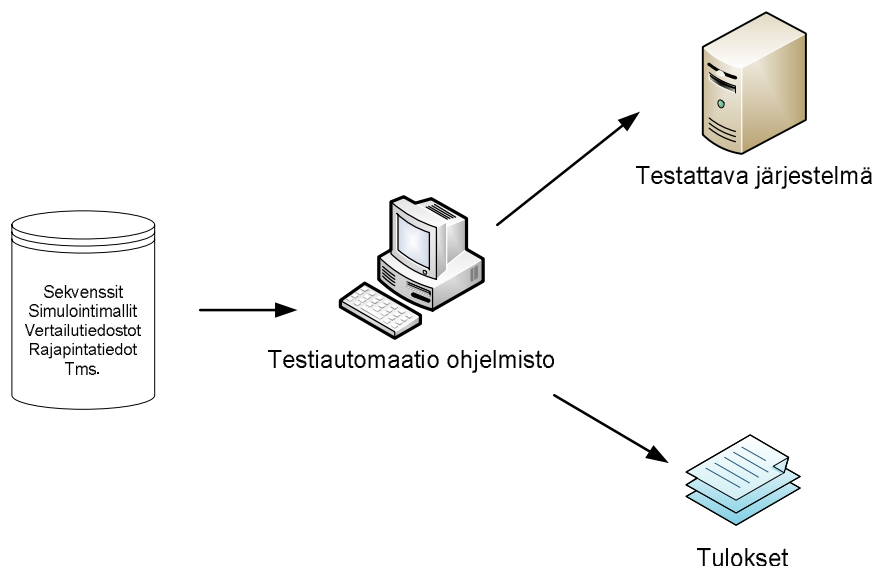 Sekvenssit
Simulointimallit
Vertailutiedostot
Rajapintatiedot
Tms.
Testiautomaatio ohjelmisto
Testattava järjestelmä
Tulokset